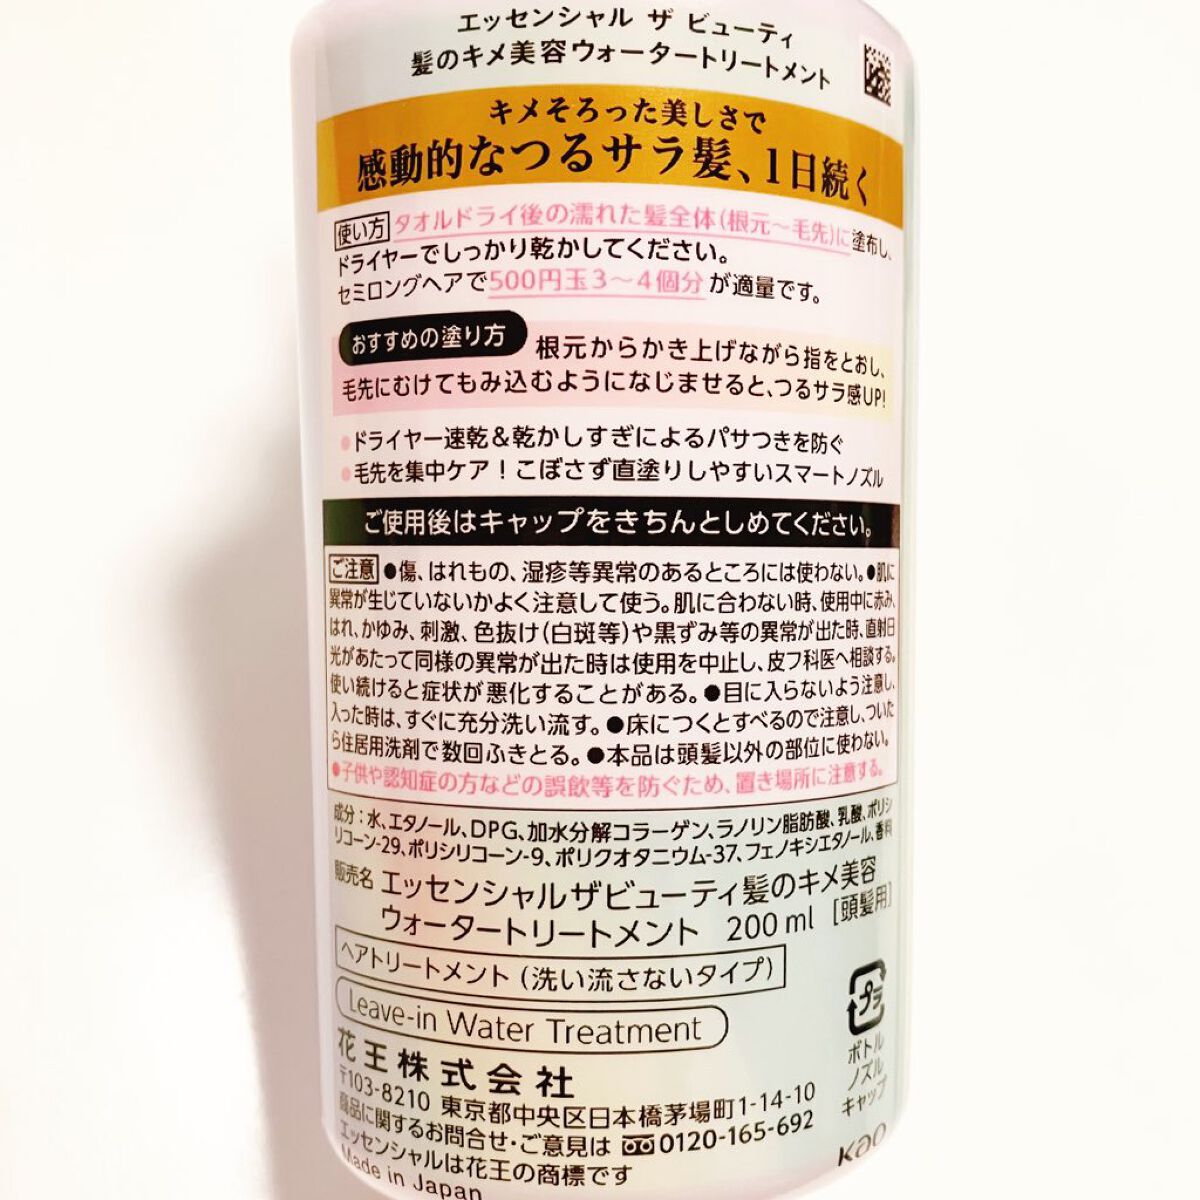 エッセンシャル ザ ビューティ
髪のキメ美容ウォータートリートメント
キメそろった美しさで
感動的なつるサラ髪、1日続く
使い方 タオルドライ後の濡れた髪全体(根元〜毛先)に塗布し、
ドライヤーでしっかり乾かしてください。
セミロングヘアで500円玉3〜4個分が適量です。
おすすめの塗り方 根元からかき上げながら指をとおし、
毛先にむけてもみ込むようになじませると、つるサラ感UP!
●ドライヤー速乾&乾かしすぎによるパサつきを防ぐ
●毛先を集中ケア!こぼさず直塗りしやすいスマートノズル
ご使用後はキャップをきちんとしめてください。
ご注意 ●傷、はれもの、湿疹等異常のあるところには使わない。●肌に
異常が生じていないかよく注意して使う。肌に合わない時、使用中に赤み、
はれ、かゆみ、刺激、色抜け(白斑等)や黒ずみ等の異常が出た時、直射日
光があたって同様の異常が出た時は使用を中止し、皮フ科医へ相談する。
使い続けると症状が悪化することがある。●目に入らないよう注意し、
入った時は、すぐに充分洗い流す。●床につくとすべるので注意し、ついた
ら住居用洗剤で数回ふきとる。●本品は頭髪以外の部位に使わない。
●子供や認知症の方などの誤飲等を防ぐため、置き場所に注意する。
成分:水、エタノール、DPG、加水分解コラーゲン、ラノリン脂肪酸、乳酸、ポリシ
リコーン-29、ポリシリコーン-9、ポリクオタニウム-37、フェノキシエタノール、香料
販売名 エッセンシャルザビューティ髪のキメ美容
ウォータートリートメント 200ml [頭髪用]
ヘアトリートメント(洗い流さないタイプ)
Leave-in Water Treatment
花王株式会社
〒103-8210 東京都中央区日本橋茅場町1-14-10
商品に関するお問合せ・ご意見は 0120-165-692
エッセンシャルは花王の商標です
Made in Japan
プラ
ボトル
ノズル
キャップ
Kao